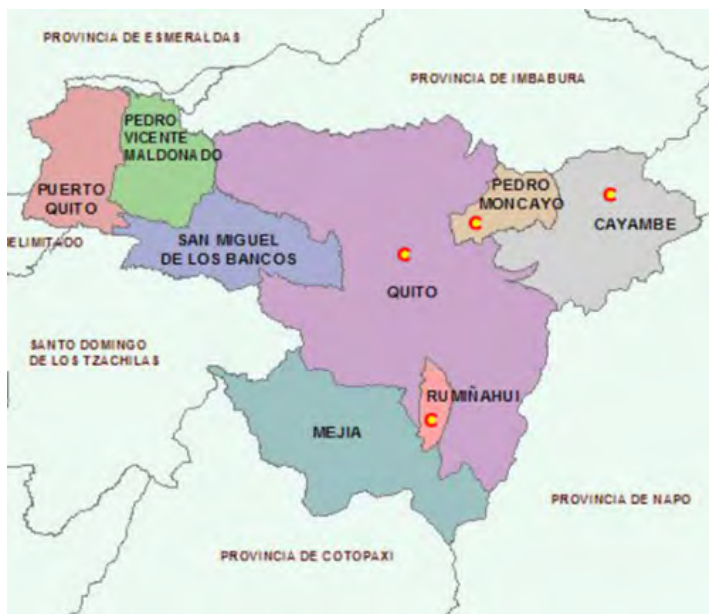 PROVINCIA DE ESMERALDAS
PROVINCIA DE IMBABURA
PEDRO
VICENTE
MALDONADO
PUERTO
QUITO
PEDRO
MONCAYO
C
C
CAYAMBE
SAN MIGUEL
DE LOS BANCOS
C
QUITO
ELIMITADO
SANTO DOMINGO
DE LOS TZACHILAS
RUMIÑAHUI
C
MEJIA
PROVINCIA DE NAPO
PROVINCIA DE COTOPAXI